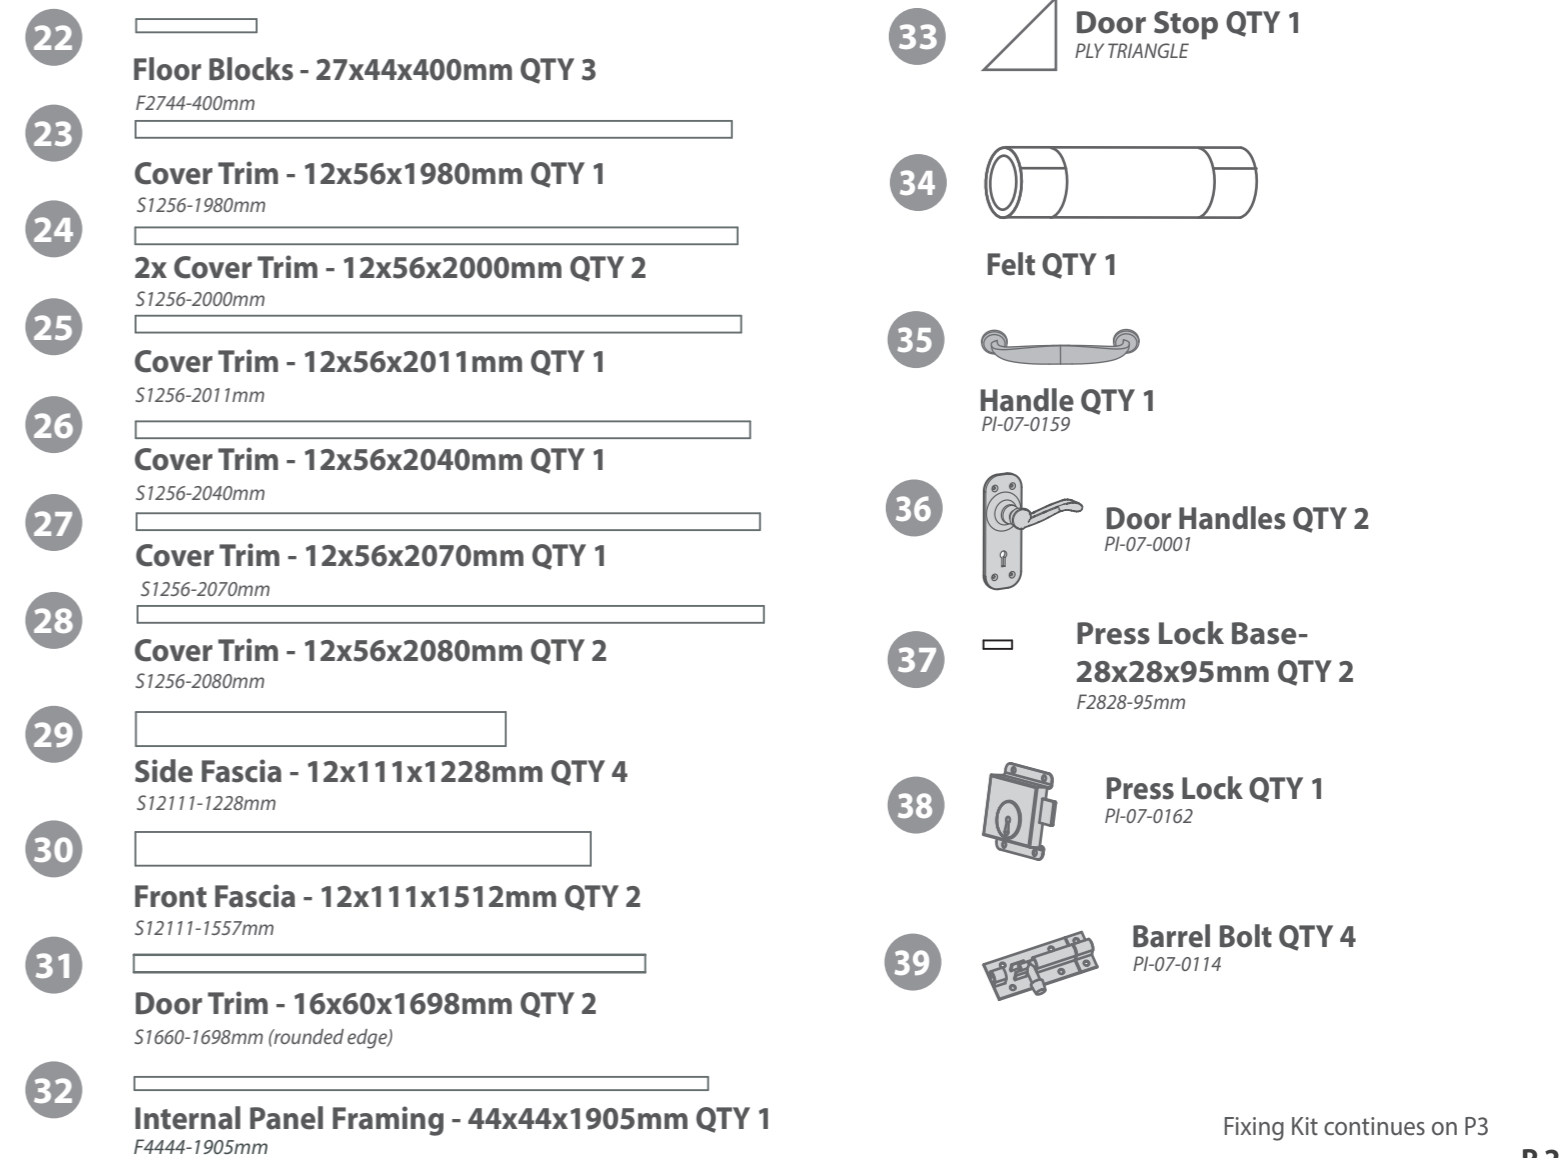 22
Floor Blocks - 27x44x400mm QTY 3
F2744-400mm
23
Cover Trim - 12x56x1980mm QTY 1
S1256-1980mm
24
2x Cover Trim - 12x56x2000mm QTY 2
S1256-2000mm
25
Cover Trim - 12x56x2011mm QTY 1
S1256-2011mm
26
Cover Trim - 12x56x2040mm QTY 1
S1256-2040mm
27
Cover Trim - 12x56x2070mm QTY 1
S1256-2070mm
28
Cover Trim - 12x56x2080mm QTY 2
S1256-2080mm
29
Side Fascia - 12x111x1228mm QTY 4
S12111-1228mm
30
Front Fascia - 12x111x1512mm QTY 2
S12111-1557mm
31
Door Trim - 16x60x1698mm QTY 2
S1660-1698mm (rounded edge)
32
Internal Panel Framing - 44x44x1905mm QTY 1
F4444-1905mm
33
Door Stop QTY 1
PLY TRIANGLE
34
Felt QTY 1
35
Handle QTY 1
PI-07-0159
36
Door Handles QTY 2
PI-07-0001
37
Press Lock Base-
28x28x95mm QTY 2
F2828-95mm
38
Press Lock QTY 1
PI-07-0162
39
Barrel Bolt QTY 4
PI-07-0114
Fixing Kit continues on P3